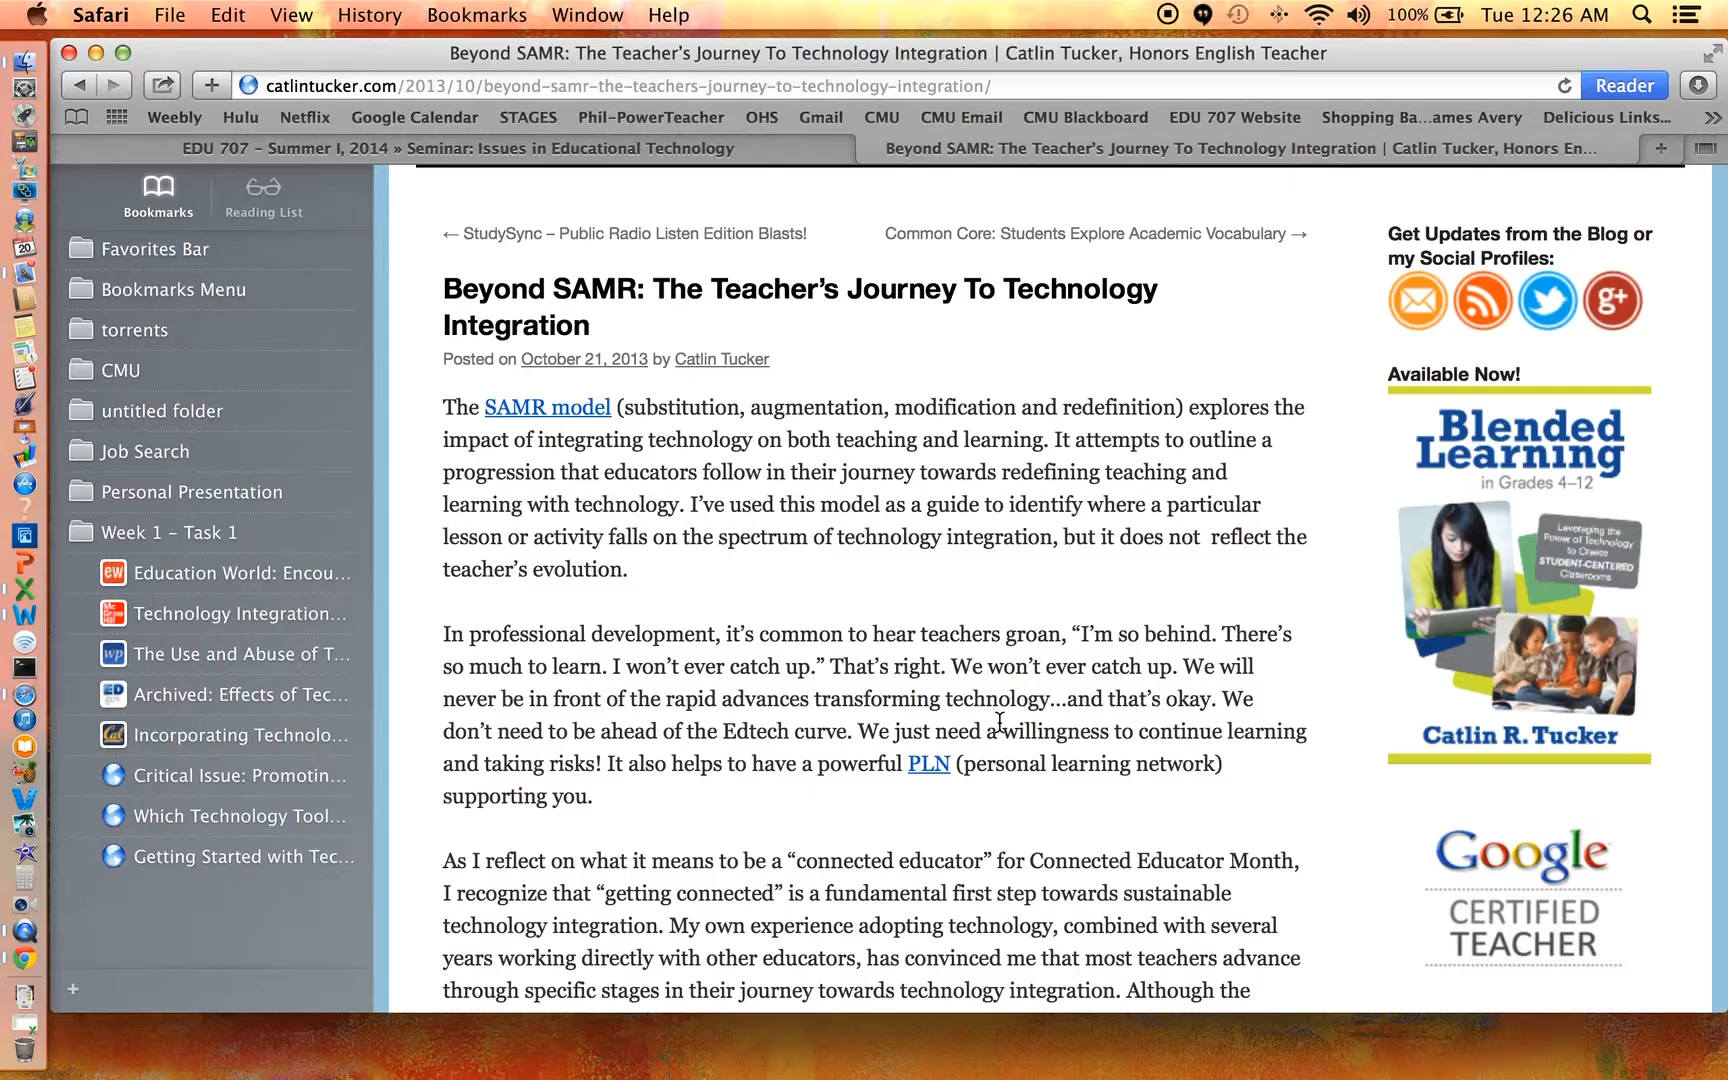 Safari File Edit View History Bookmarks Window Help 100% Tue 12:26 AM
Beyond SAMR: The Teacher's Journey To Technology Integration | Catlin Tucker, Honors English Teacher
catlintucker.com/2013/10/beyond-samr-the-teachers-journey-to-technology-integration/ Reader
Weebly Hulu Netflix Google Calendar STAGES Phil-PowerTeacher OHS Gmail CMU CMU Email CMU Blackboard EDU 707 Website Shopping Ba...ames Avery Delicious Links... »
EDU 707 – Summer I, 2014 » Seminar: Issues in Educational Technology
Beyond SAMR: The Teacher's Journey To Technology Integration | Catlin Tucker, Honors En...
Bookmarks
Reading List
Favorites Bar
Bookmarks Menu
torrents
CMU
untitled folder
Job Search
Personal Presentation
Week 1 – Task 1
Education World: Encou...
Technology Integration...
The Use and Abuse of T...
Archived: Effects of Tec...
Incorporating Technolo...
Critical Issue: Promotin...
Which Technology Tool...
Getting Started with Tec...
← StudySync – Public Radio Listen Edition Blasts!
Common Core: Students Explore Academic Vocabulary →
Beyond SAMR: The Teacher's Journey To Technology
Integration
Posted on October 21, 2013 by Catlin Tucker
The SAMR model (substitution, augmentation, modification and redefinition) explores the
impact of integrating technology on both teaching and learning. It attempts to outline a
progression that educators follow in their journey towards redefining teaching and
learning with technology. I've used this model as a guide to identify where a particular
lesson or activity falls on the spectrum of technology integration, but it does not reflect the
teacher's evolution.
In professional development, it's common to hear teachers groan, “I'm so behind. There's
so much to learn. I won't ever catch up.” That's right. We won't ever catch up. We will
never be in front of the rapid advances transforming technology...and that's okay. We
don't need to be ahead of the Edtech curve. We just need a willingness to continue learning
and taking risks! It also helps to have a powerful PLN (personal learning network)
supporting you.
As I reflect on what it means to be a “connected educator” for Connected Educator Month,
I recognize that “getting connected” is a fundamental first step towards sustainable
technology integration. My own experience adopting technology, combined with several
years working directly with other educators, has convinced me that most teachers advance
through specific stages in their journey towards technology integration. Although the
Get Updates from the Blog or
my Social Profiles:
g+
Available Now!
Blended
Learning
in Grades 4–12
Leveraging the
Power of Technology
to Create
STUDENT-CENTERED
Classrooms
Catlin R. Tucker
Google
CERTIFIED
TEACHER